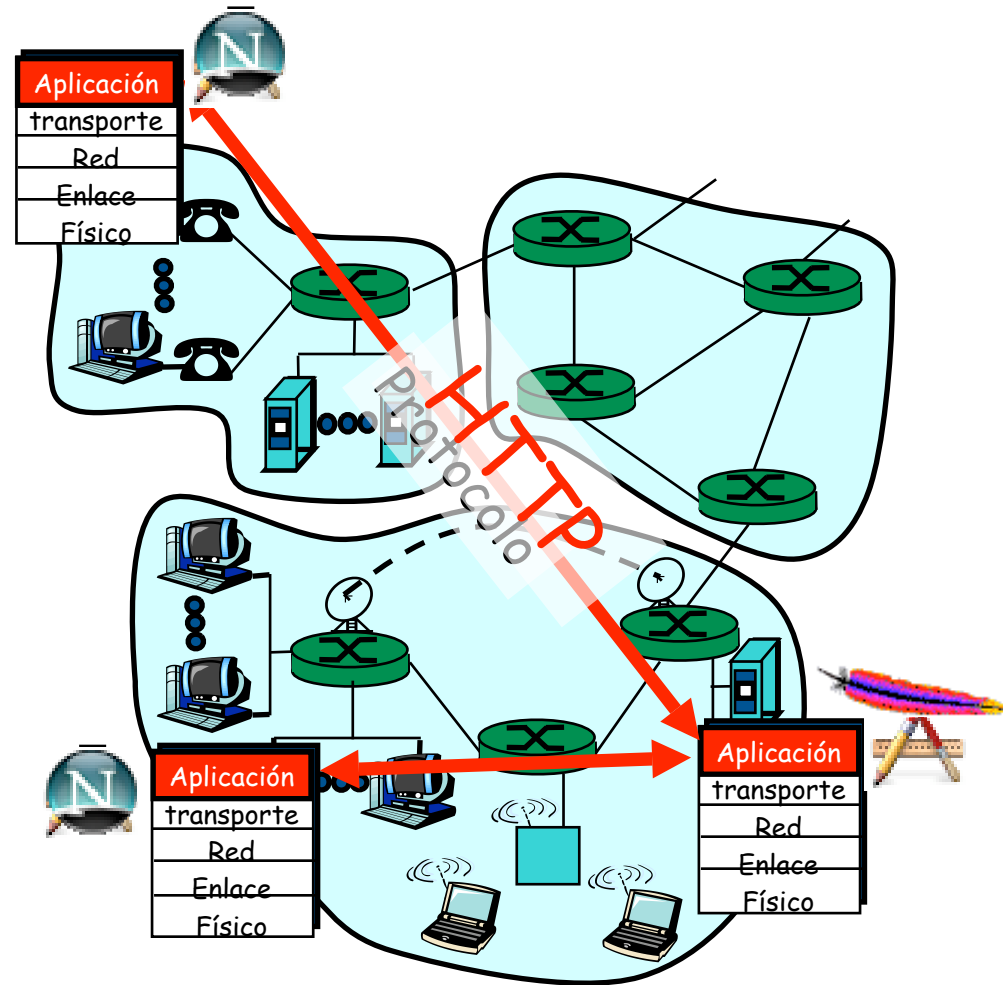 N
Aplicación
transporte
Red
Enlace
Físico
HTTP
Protocolo
N
Aplicación
transporte
Red
Enlace
Físico
Aplicación
transporte
Red
Enlace
Físico